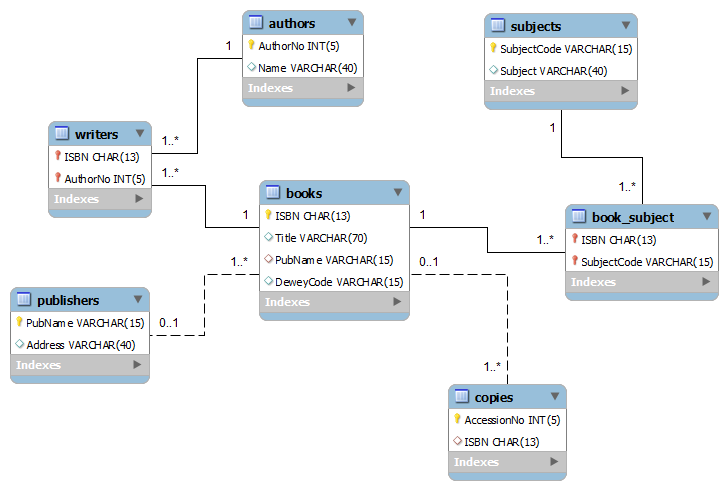 authors
AuthorNo INT(5)
Name VARCHAR(40)
Indexes
subjects
SubjectCode VARCHAR(15)
Subject VARCHAR(40)
Indexes
1
1
writers
ISBN CHAR(13)
AuthorNo INT(5)
Indexes
1..*
1..*
1..*
books
ISBN CHAR(13)
Title VARCHAR(70)
PubName VARCHAR(15)
DeweyCode VARCHAR(15)
Indexes
1
1
1..*
0..1
1..*
book_subject
ISBN CHAR(13)
SubjectCode VARCHAR(15)
Indexes
publishers
PubName VARCHAR(15)
Address VARCHAR(40)
Indexes
0..1
1..*
copies
AccessionNo INT(5)
ISBN CHAR(13)
Indexes